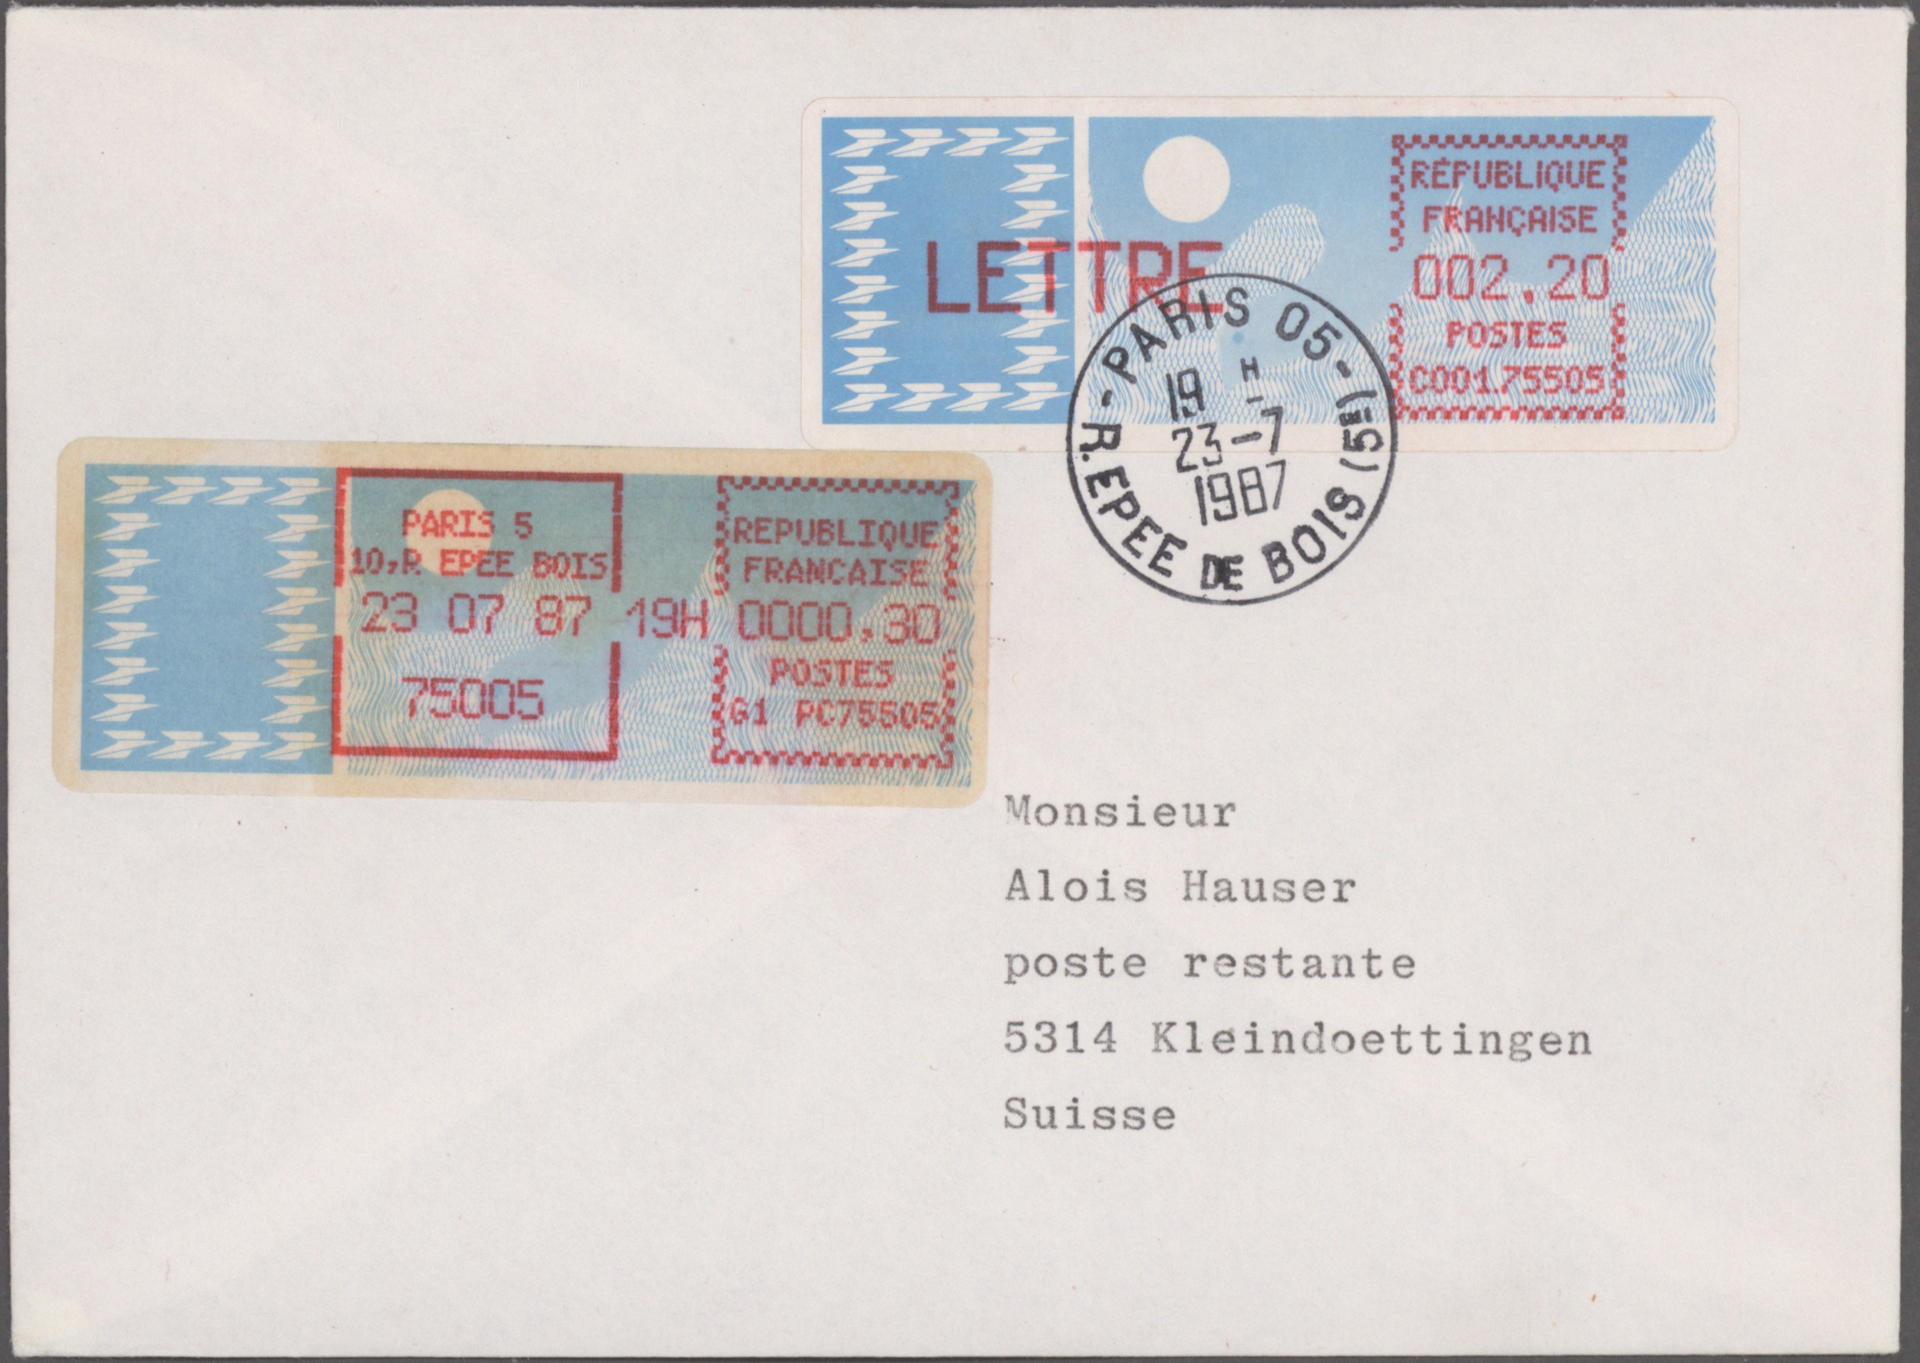 RÉPUBLIQUE
FRANÇAISE
002,20
POSTES
C001.75505
LETTRE
PARIS 05 -
19 H
23-7
1987
R. EPEE DE BOIS (5E)
PARIS 5
10,R EPEE BOIS
23 07 87 19H
75005
REPUBLIQUE
FRANCAISE
0000,30
POSTES
G1 PC75505
Monsieur
Alois Hauser
poste restante
5314 Kleindoettingen
Suisse